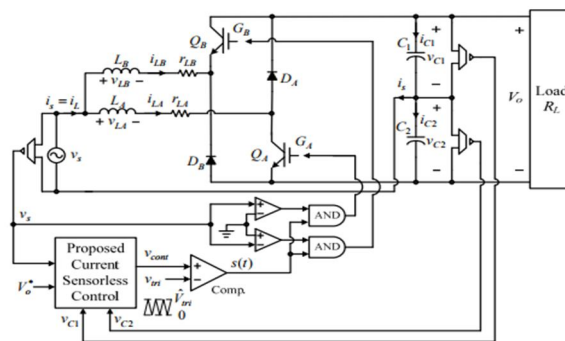 Q_B
G_B
L_B
i_LB
r_LB
+ v_LB −
D_A
C_1
i_C1
+
v_C1
−
+
V_o
−
Load
R_L
i_s = i_L
L_A
i_LA
r_LA
+ v_LA −
i_s
G_A
Q_A
D_B
C_2
i_C2
+
v_C2
−
v_s
v_s
+
−
AND
+
−
AND
Proposed
Current
Sensorless
Control
V_o*
v_cont
v_tri
+
−
s(t)
Comp.
V̂_tri
0
v_C1
v_C2